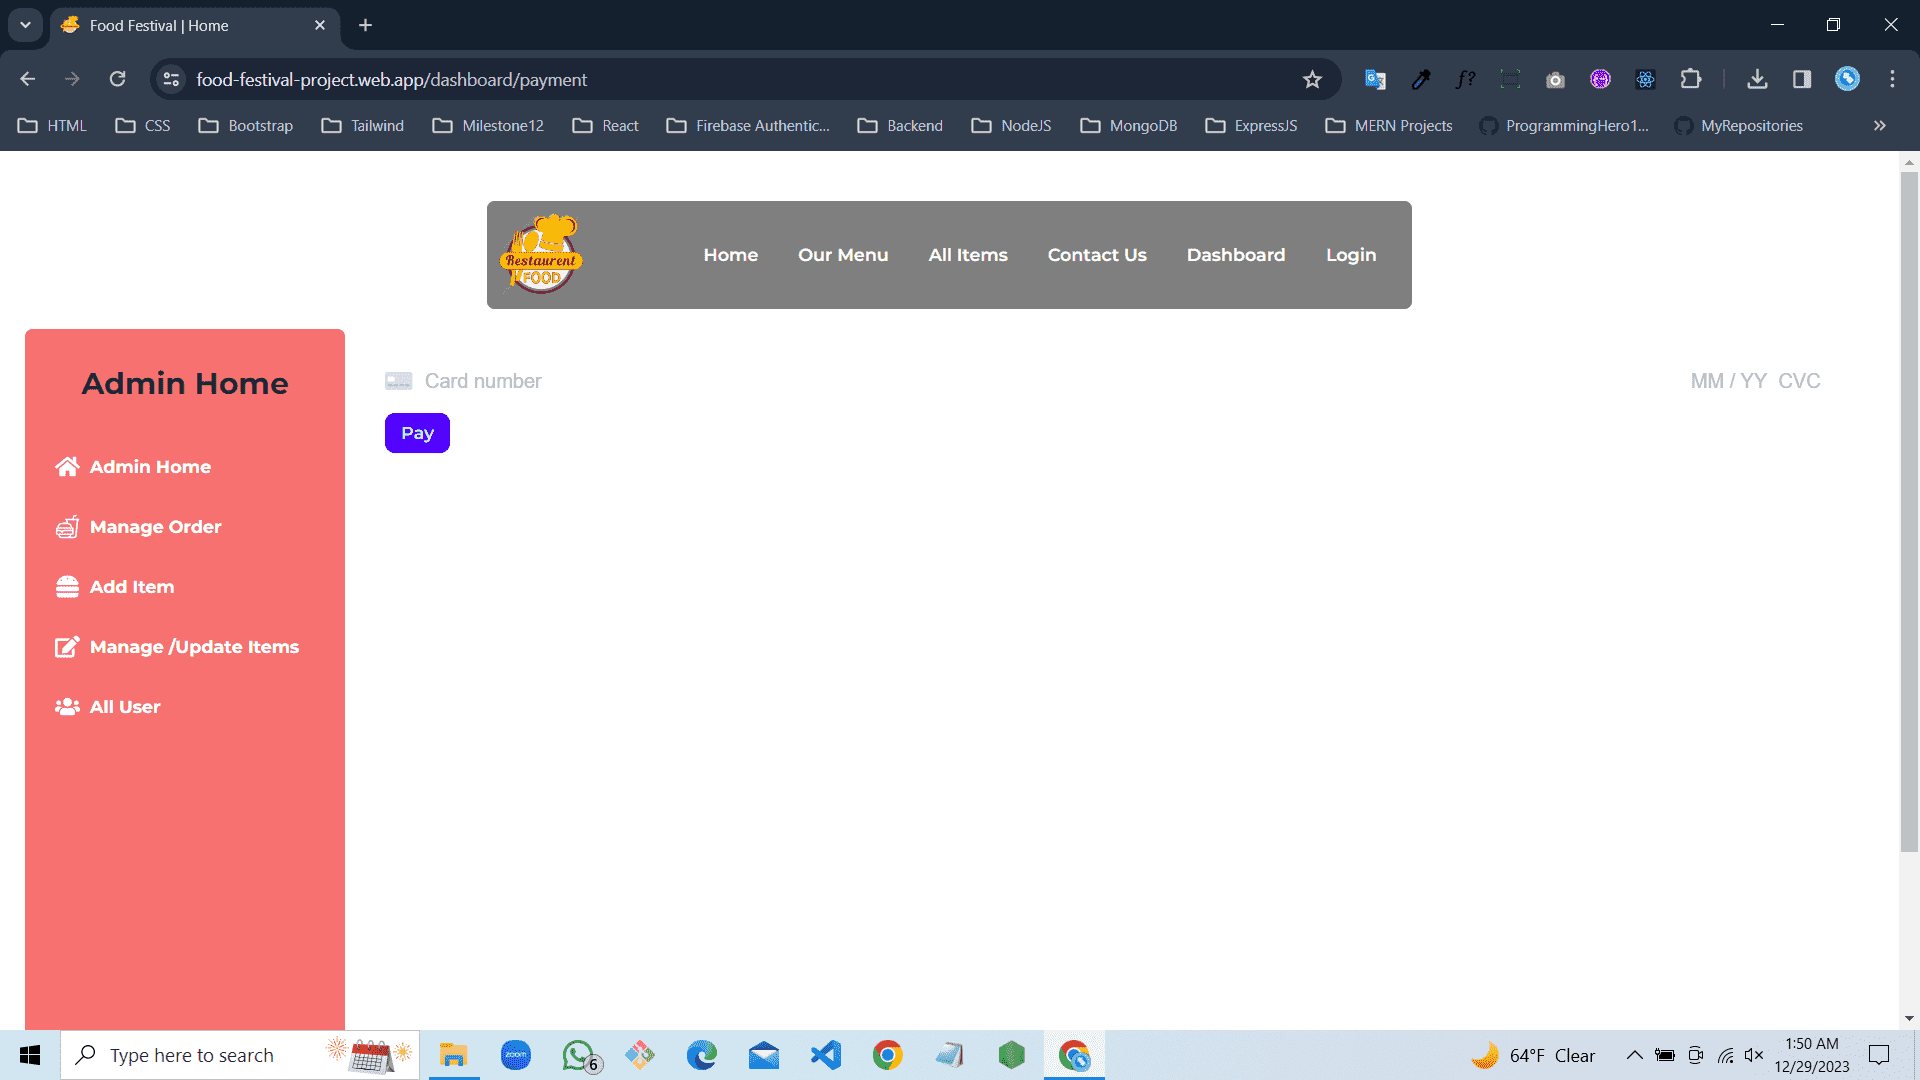 Food Festival | Home
food-festival-project.web.app/dashboard/payment
HTML CSS Bootstrap Tailwind Milestone12 React Firebase Authentic... Backend NodeJS MongoDB ExpressJS MERN Projects ProgrammingHero1... MyRepositories
Restaurent
FOOD
Home Our Menu All Items Contact Us Dashboard Login
Admin Home
Admin Home
Manage Order
Add Item
Manage /Update Items
All User
Card number MM / YY CVC
Pay
Type here to search
zoom
6
64°F Clear
1:50 AM
12/29/2023